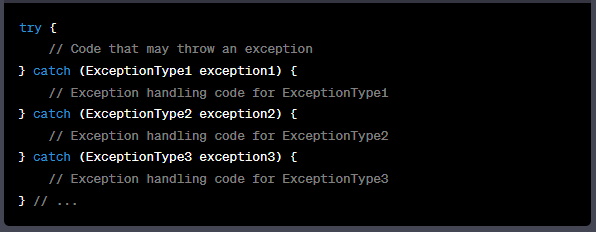 try {
    // Code that may throw an exception
} catch (ExceptionType1 exception1) {
    // Exception handling code for ExceptionType1
} catch (ExceptionType2 exception2) {
    // Exception handling code for ExceptionType2
} catch (ExceptionType3 exception3) {
    // Exception handling code for ExceptionType3
} // ...